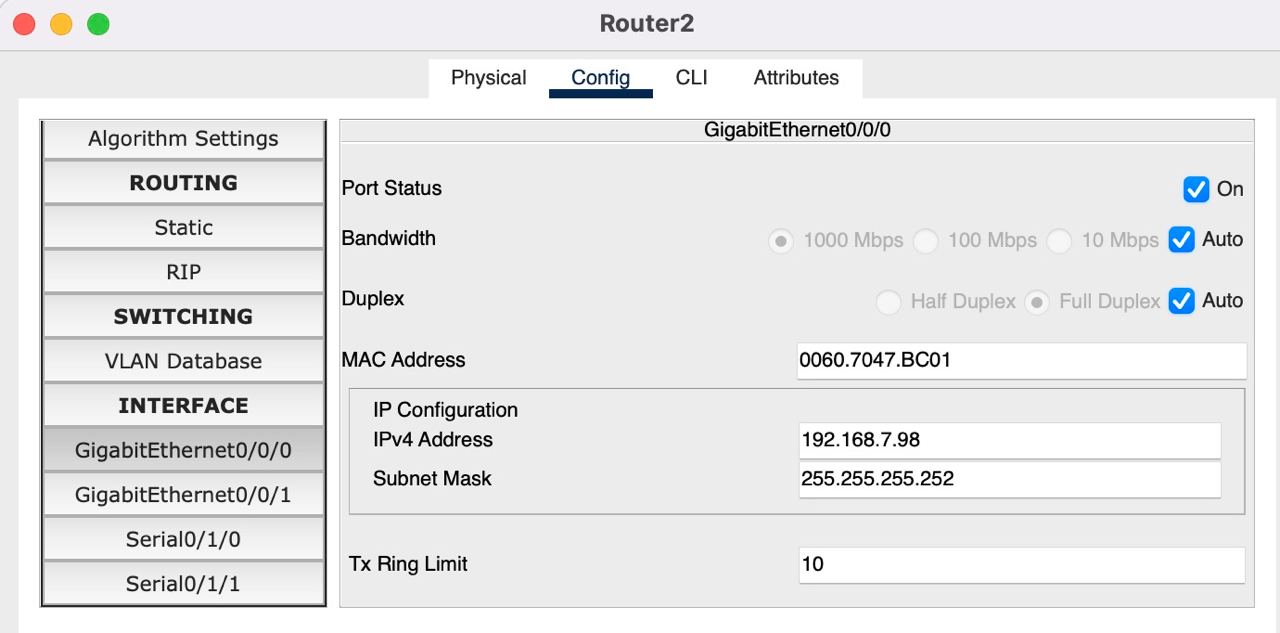 Router2
Physical Config CLI Attributes
Algorithm Settings
ROUTING
Static
RIP
SWITCHING
VLAN Database
INTERFACE
GigabitEthernet0/0/0
GigabitEthernet0/0/1
Serial0/1/0
Serial0/1/1
GigabitEthernet0/0/0
Port Status On
Bandwidth 1000 Mbps 100 Mbps 10 Mbps Auto
Duplex Half Duplex Full Duplex Auto
MAC Address 0060.7047.BC01
IP Configuration
IPv4 Address 192.168.7.98
Subnet Mask 255.255.255.252
Tx Ring Limit 10